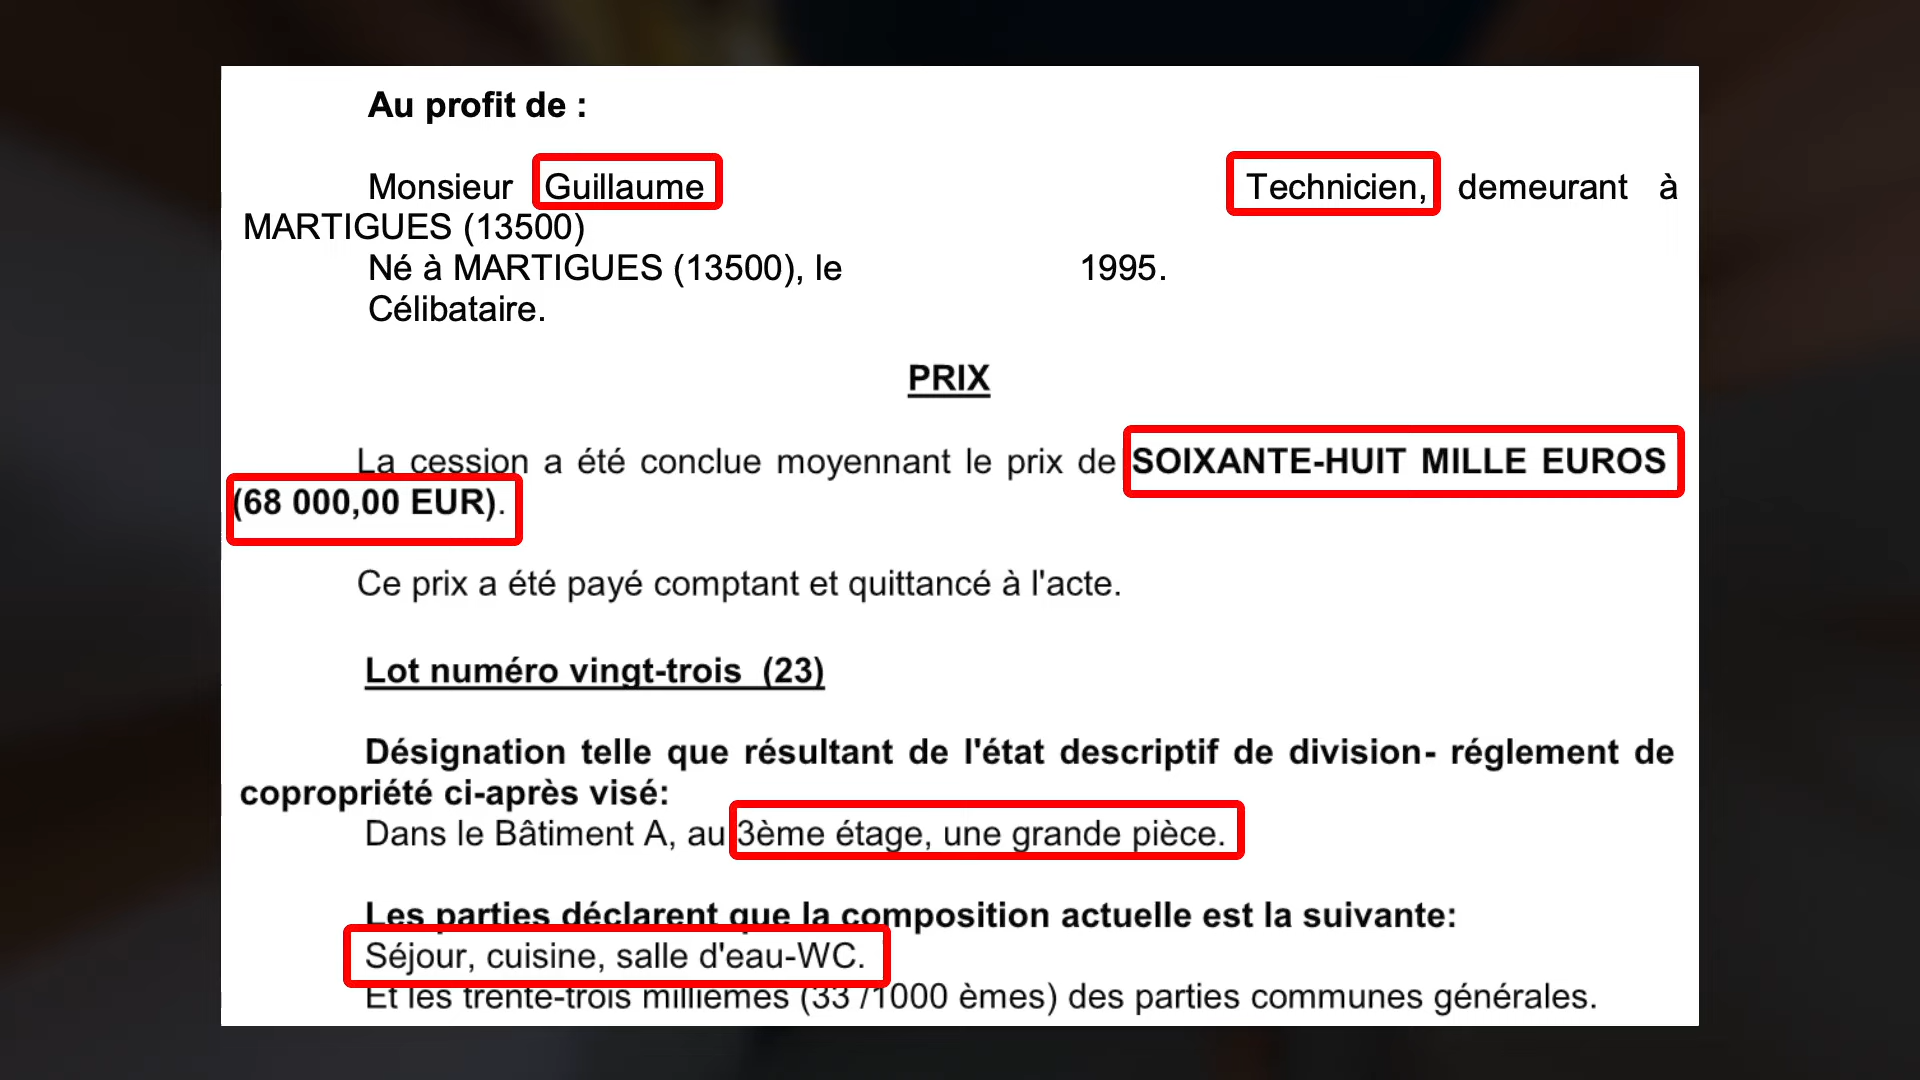 Au profit de :
Monsieur Guillaume Technicien, demeurant à
MARTIGUES (13500)
Né à MARTIGUES (13500), le 1995.
Célibataire.
PRIX
La cession a été conclue moyennant le prix de SOIXANTE-HUIT MILLE EUROS
(68 000,00 EUR).
Ce prix a été payé comptant et quittancé à l'acte.
Lot numéro vingt-trois (23)
Désignation telle que résultant de l'état descriptif de division- réglement de
copropriété ci-après visé:
Dans le Bâtiment A, au 3ème étage, une grande pièce.
Les parties déclarent que la composition actuelle est la suivante:
Séjour, cuisine, salle d'eau-WC.
Et les trente-trois millièmes (33 /1000 èmes) des parties communes générales.